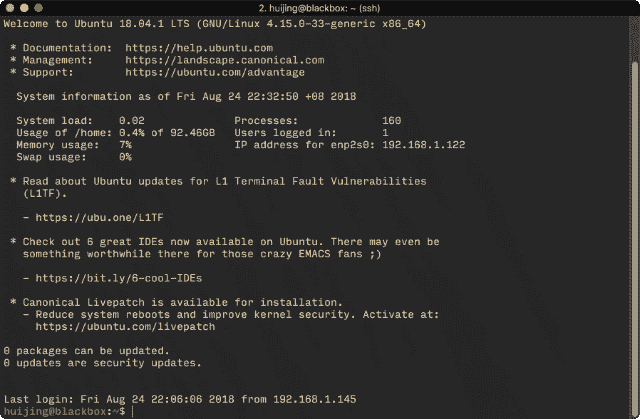 2. huijing@blackbox: ~ (ssh)
Welcome to Ubuntu 18.04.1 LTS (GNU/Linux 4.15.0-33-generic x86_64)
* Documentation:  https://help.ubuntu.com
* Management:     https://landscape.canonical.com
* Support:        https://ubuntu.com/advantage
System information as of Fri Aug 24 22:32:50 +08 2018
System load:    0.02              Processes:             160
Usage of /home: 0.4% of 92.46GB   Users logged in:       1
Memory usage:   7%                IP address for enp2s0: 192.168.1.122
Swap usage:     0%
* Read about Ubuntu updates for L1 Terminal Fault Vulnerabilities
(L1TF).
- https://ubu.one/L1TF
* Check out 6 great IDEs now available on Ubuntu. There may even be
something worthwhile there for those crazy EMACS fans ;)
- https://bit.ly/6-cool-IDEs
* Canonical Livepatch is available for installation.
- Reduce system reboots and improve kernel security. Activate at:
https://ubuntu.com/livepatch
0 packages can be updated.
0 updates are security updates.
Last login: Fri Aug 24 22:06:06 2018 from 192.168.1.145
huijing@blackbox:~$